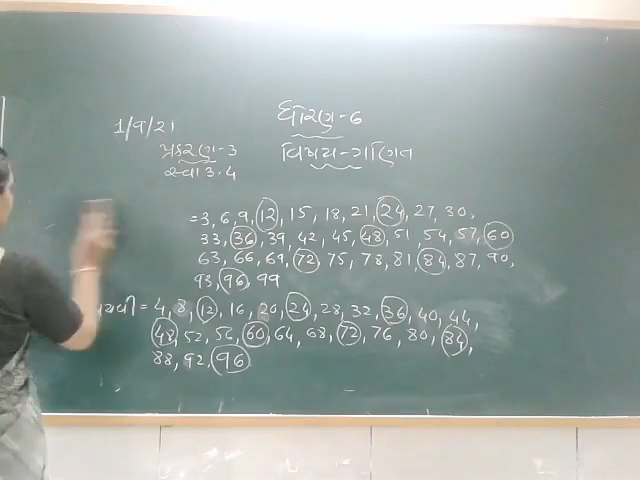 ધોરણ-6
1/9/21
પ્રકરણ-3
વિષય-ગણિત
સ્વા 3.4
=3, 6, 9, 12, 15, 18, 21, 24, 27, 30,
33, 36, 39, 42, 45, 48, 51, 54, 57, 60
63, 66, 69, 72, 75, 78, 81, 84, 87, 90,
93, 96, 99
= 4, 8, 12, 16, 20, 24, 28, 32, 36, 40, 44,
48, 52, 56, 60, 64, 68, 72, 76, 80, 84,
88, 92, 96